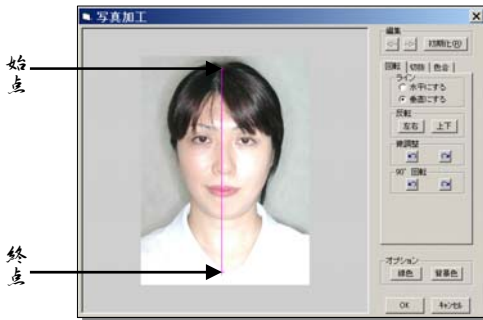 写真加工
始点
終点
編集
初期化(R)
回転 切抜 色合
ライン
水平にする
垂直にする
反転
左右 上下
微調整
90° 回転
オプション
線色 背景色
OK キャンセル